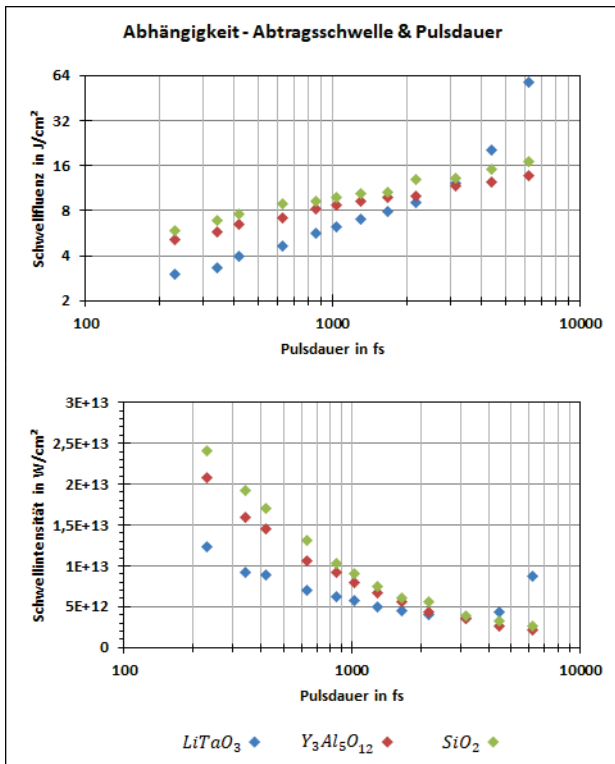 Abhängigkeit - Abtragsschwelle & Pulsdauer
Schwellfluenz in J/cm²
64
32
16
8
4
2
100
1000
10000
Pulsdauer in fs
Schwellintensität in W/cm²
3E+13
2,5E+13
2E+13
1,5E+13
1E+13
5E+12
0
100
1000
10000
Pulsdauer in fs
LiTaO₃
Y₃Al₅O₁₂
SiO₂